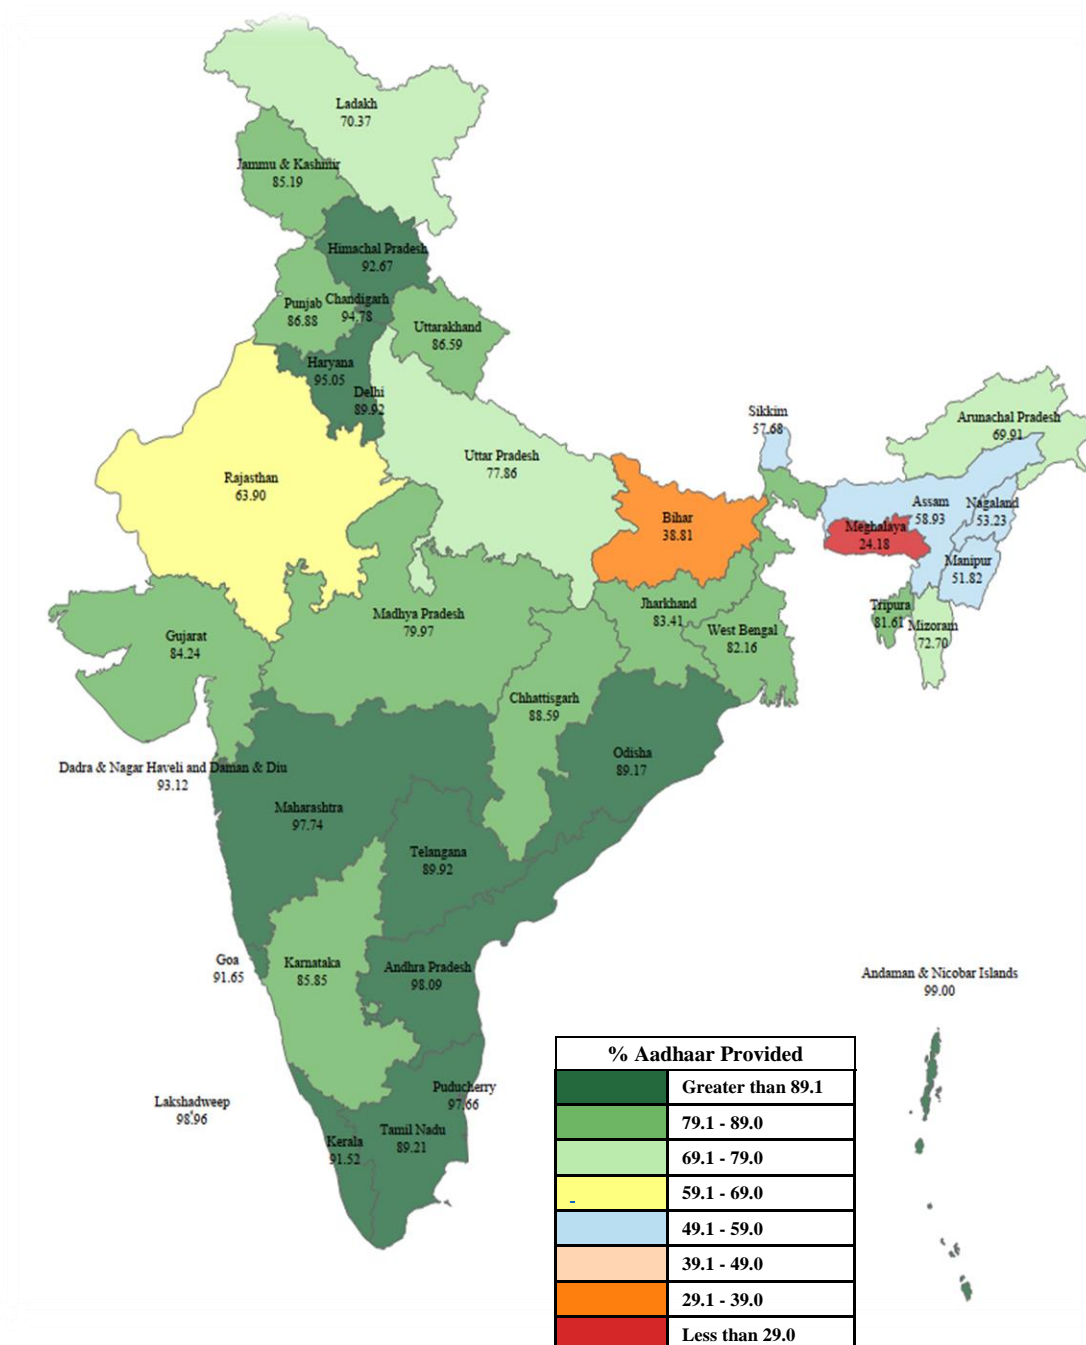 Ladakh
70.37
Jammu & Kashmir
85.19
Himachal Pradesh
92.67
Punjab
86.88
Chandigarh
94.78
Uttarakhand
86.59
Haryana
95.05
Delhi
89.92
Sikkim
57.68
Arunachal Pradesh
69.91
Uttar Pradesh
77.86
Rajasthan
63.90
Bihar
38.81
Assam
58.93
Nagaland
53.23
Meghalaya
24.18
Manipur
51.82
Tripura
81.61
Mizoram
72.70
Jharkhand
83.41
West Bengal
82.16
Madhya Pradesh
79.97
Gujarat
84.24
Chhattisgarh
88.59
Odisha
89.17
Dadra & Nagar Haveli and Daman & Diu
93.12
Maharashtra
97.74
Telangana
89.92
Goa
91.65
Karnataka
85.85
Andhra Pradesh
98.09
Andaman & Nicobar Islands
99.00
Puducherry
97.66
Lakshadweep
98.96
Kerala
91.52
Tamil Nadu
89.21
% Aadhaar Provided
Greater than 89.1
79.1 - 89.0
69.1 - 79.0
- 59.1 - 69.0
49.1 - 59.0
39.1 - 49.0
29.1 - 39.0
Less than 29.0